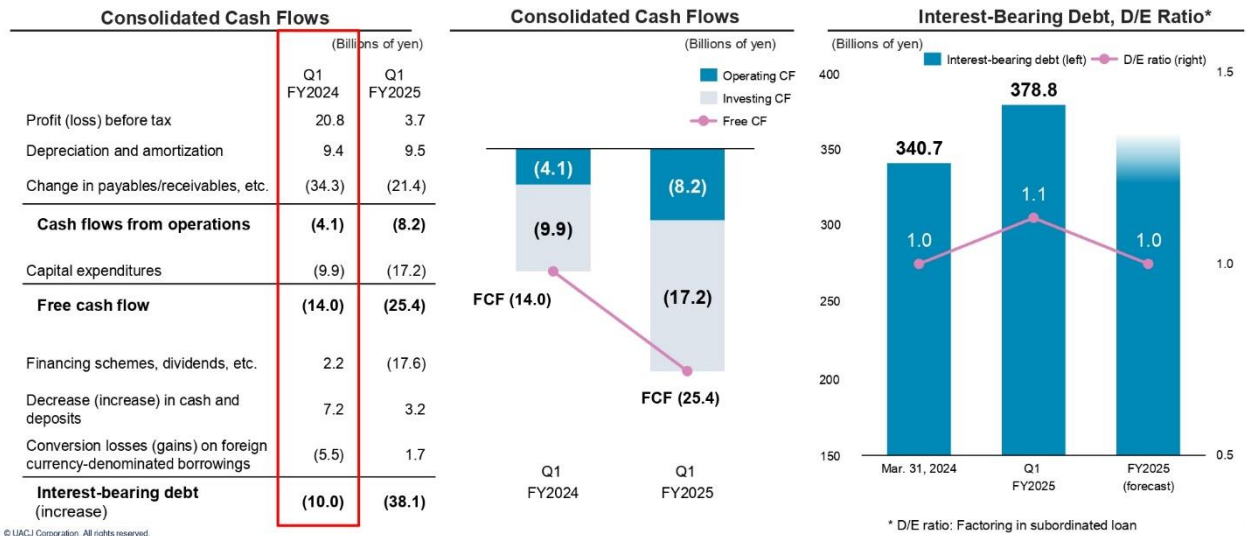 Consolidated Cash Flows
(Billions of yen)
Q1 Q1
FY2024 FY2025
Profit (loss) before tax 20.8 3.7
Depreciation and amortization 9.4 9.5
Change in payables/receivables, etc. (34.3) (21.4)
Cash flows from operations (4.1) (8.2)
Capital expenditures (9.9) (17.2)
Free cash flow (14.0) (25.4)
Financing schemes, dividends, etc. 2.2 (17.6)
Decrease (increase) in cash and
deposits 7.2 3.2
Conversion losses (gains) on foreign
currency-denominated borrowings (5.5) 1.7
Interest-bearing debt
(increase) (10.0) (38.1)
© UACJ Corporation. All rights reserved.
Consolidated Cash Flows
(Billions of yen)
Operating CF
Investing CF
Free CF
(4.1)
(8.2)
(9.9)
(17.2)
FCF (14.0)
FCF (25.4)
Q1 Q1
FY2024 FY2025
Interest-Bearing Debt, D/E Ratio*
(Billions of yen)
Interest-bearing debt (left) D/E ratio (right)
400 1.5
378.8
350
340.7
300
1.0 1.1 1.0 1.0
250
200
150 0.5
Mar. 31, 2024 Q1 FY2025
FY2025 (forecast)
* D/E ratio: Factoring in subordinated loan